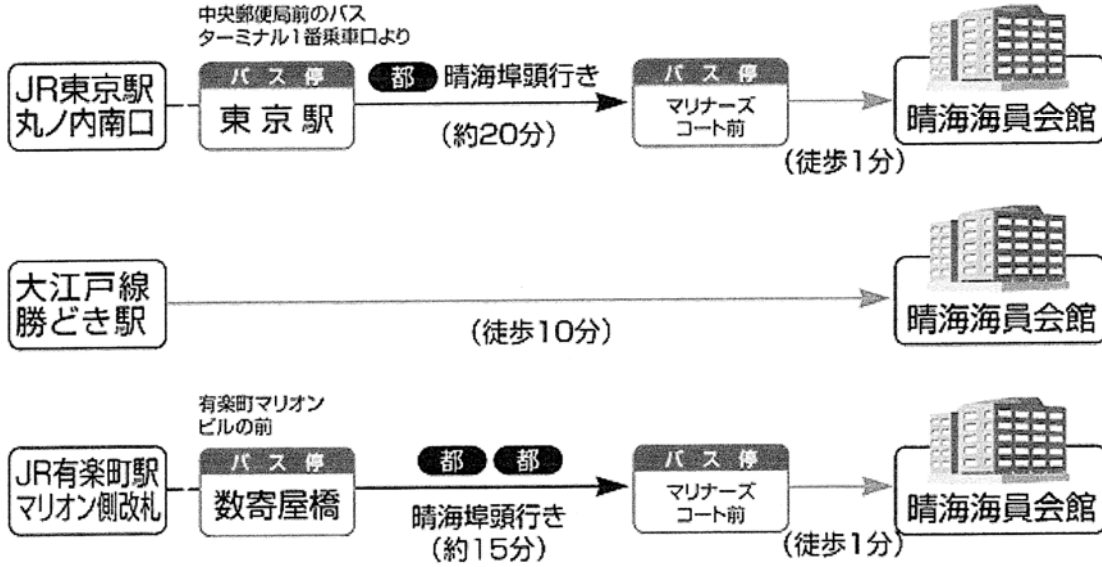 中央郵便局前のバス
ターミナル1番乗車口より
JR東京駅
丸ノ内南口
バス停
東京駅
都 晴海埠頭行き
(約20分)
バス停
マリナーズ
コート前
(徒歩1分)
晴海海員会館
大江戸線
勝どき駅
(徒歩10分)
晴海海員会館
有楽町マリオン
ビルの前
JR有楽町駅
マリオン側改札
バス停
数寄屋橋
都 都
晴海埠頭行き
(約15分)
バス停
マリナーズ
コート前
(徒歩1分)
晴海海員会館